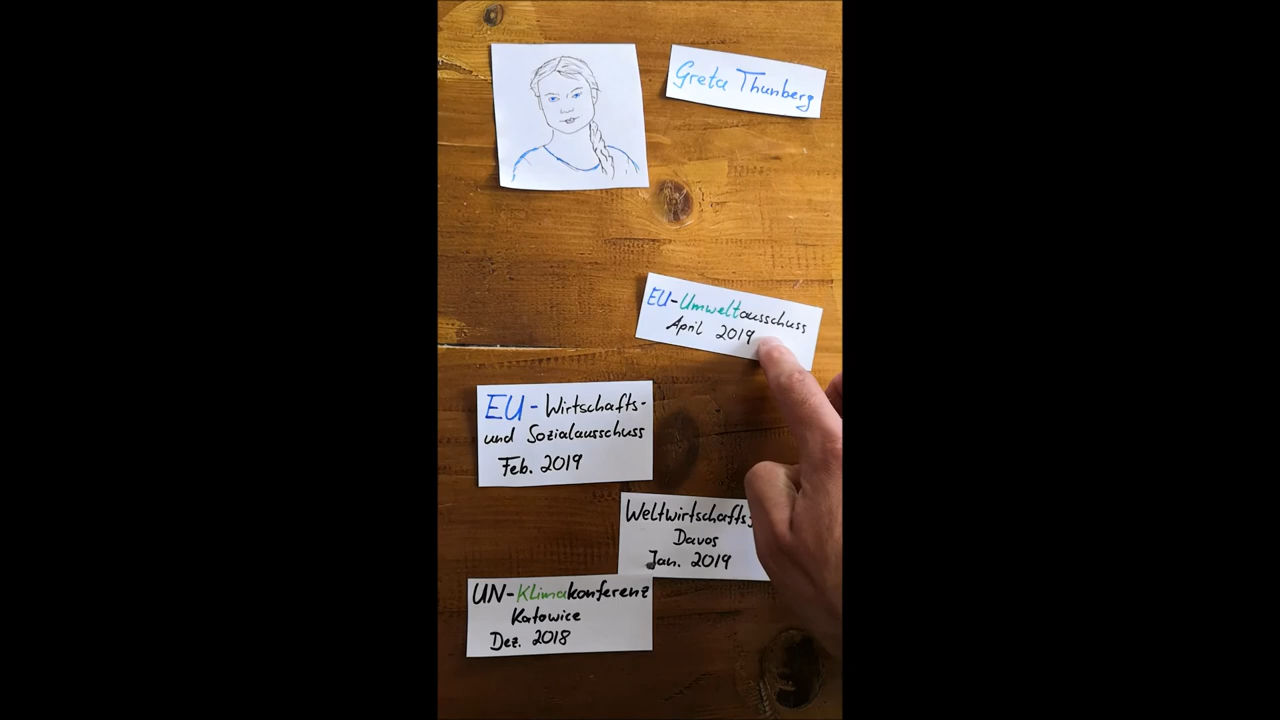 Greta Thunberg
EU-Umweltausschuss
April 2019
EU-Wirtschafts-
und Sozialausschuss
Feb. 2019
Weltwirtschafts
Davos
Jan. 2019
UN-Klimakonferenz
Katowice
Dez. 2018